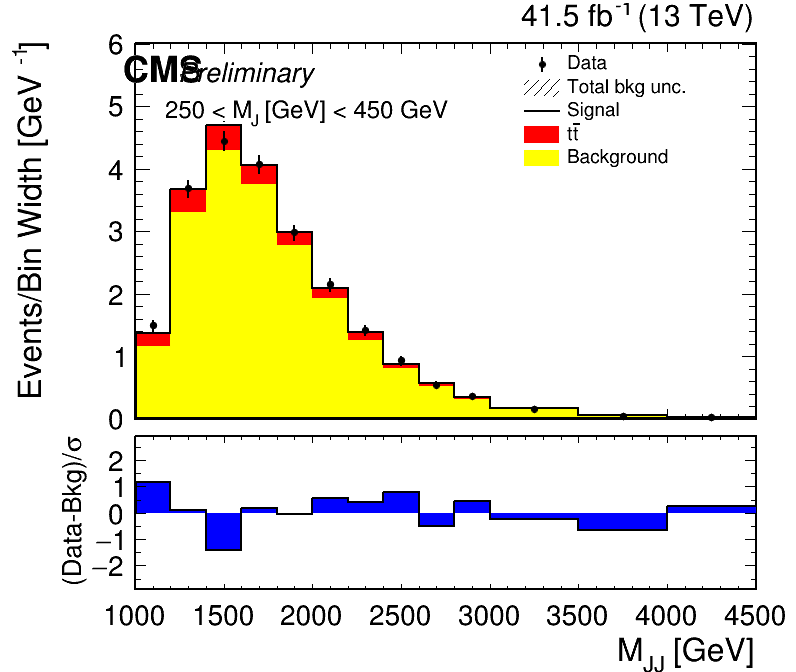 41.5 fb⁻¹ (13 TeV)
CMS Preliminary
250 < M_J [GeV] < 450 GeV
Data
Total bkg unc.
Signal
tt̄
Background
Events/Bin Width [GeV⁻¹]
6
5
4
3
2
1
0
(Data-Bkg)/σ
2
1
0
−1
−2
1000 1500 2000 2500 3000 3500 4000 4500
M_JJ [GeV]